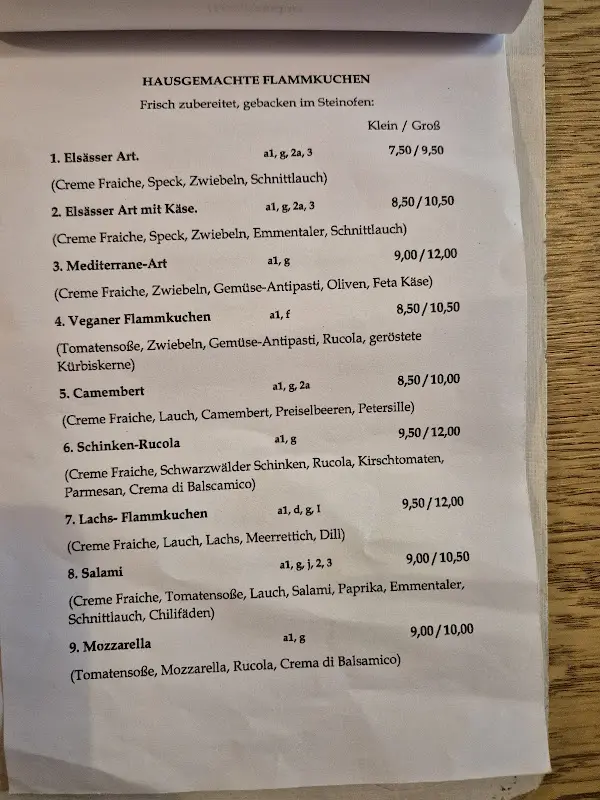 HAUSGEMACHTE FLAMMKUCHEN
Frisch zubereitet, gebacken im Steinofen:
Klein / Groß
1. Elsässer Art. a1, g, 2a, 3 7,50 / 9,50
(Creme Fraiche, Speck, Zwiebeln, Schnittlauch)
2. Elsässer Art mit Käse. a1, g, 2a, 3 8,50 / 10,50
(Creme Fraiche, Speck, Zwiebeln, Emmentaler, Schnittlauch)
3. Mediterrane-Art a1, g 9,00 / 12,00
(Creme Fraiche, Zwiebeln, Gemüse-Antipasti, Oliven, Feta Käse)
4. Veganer Flammkuchen a1, f 8,50 / 10,50
(Tomatensoße, Zwiebeln, Gemüse-Antipasti, Rucola, geröstete
Kürbiskerne)
5. Camembert a1, g, 2a 8,50 / 10,00
(Creme Fraiche, Lauch, Camembert, Preiselbeeren, Petersille)
6. Schinken-Rucola a1, g 9,50 / 12,00
(Creme Fraiche, Schwarzwälder Schinken, Rucola, Kirschtomaten,
Parmesan, Crema di Balscamico)
7. Lachs- Flammkuchen a1, d, g, I 9,50 / 12,00
(Creme Fraiche, Lauch, Lachs, Meerrettich, Dill)
8. Salami a1, g, j, 2, 3 9,00 / 10,50
(Creme Fraiche, Tomatensoße, Lauch, Salami, Paprika, Emmentaler,
Schnittlauch, Chilifäden)
9. Mozzarella a1, g 9,00 / 10,00
(Tomatensoße, Mozzarella, Rucola, Crema di Balsamico)